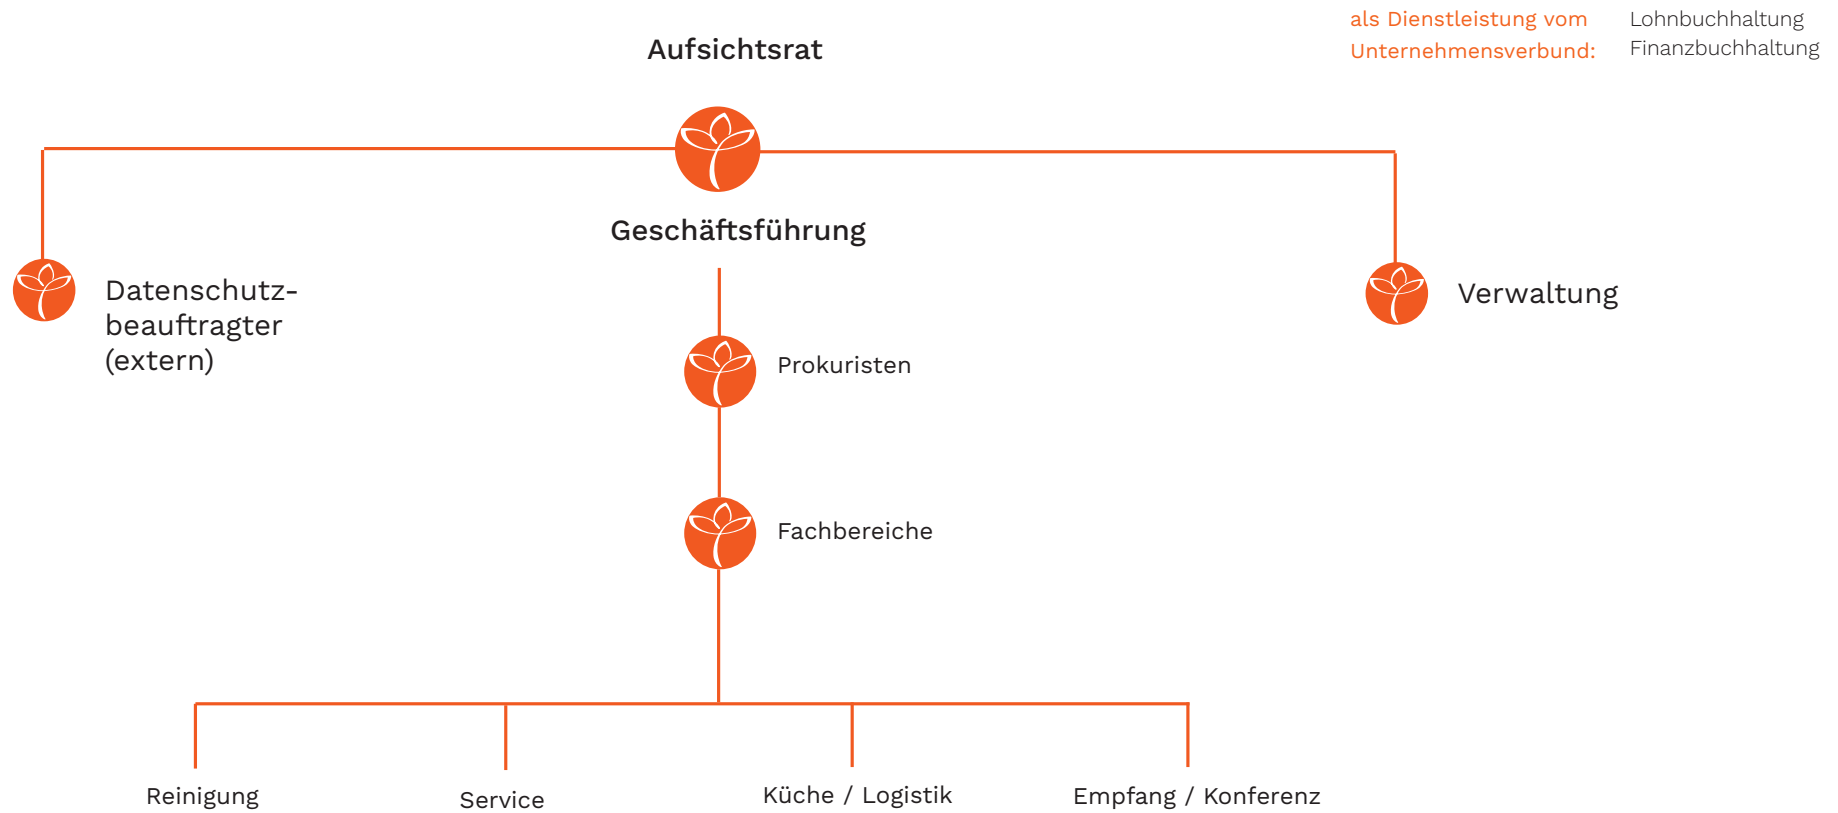 als Dienstleistung vom
Unternehmensverbund:
Lohnbuchhaltung
Finanzbuchhaltung
Aufsichtsrat
Geschäftsführung
Datenschutz-
beauftragter
(extern)
Verwaltung
Prokuristen
Fachbereiche
Reinigung
Service
Küche / Logistik
Empfang / Konferenz